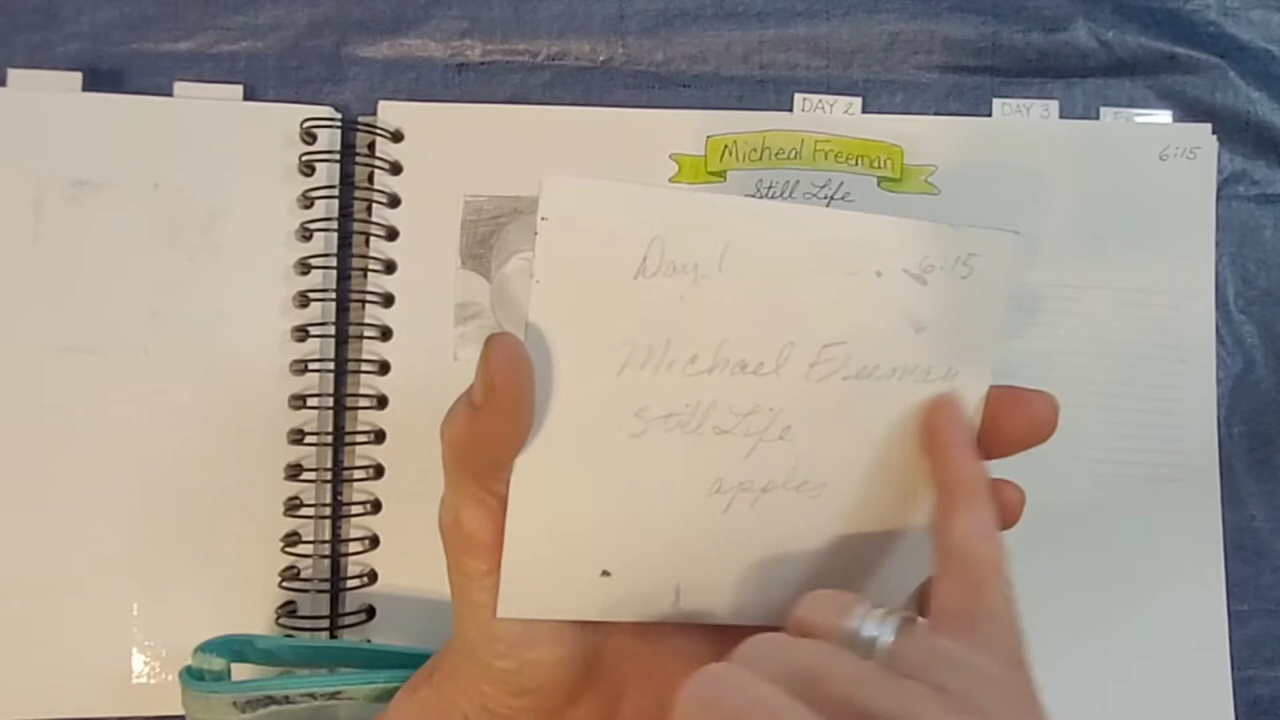 DAY 2
DAY 3
6:15
Micheal Freeman
Still Life
Day 1
6:15
Michael Freeman
Still Life
apples